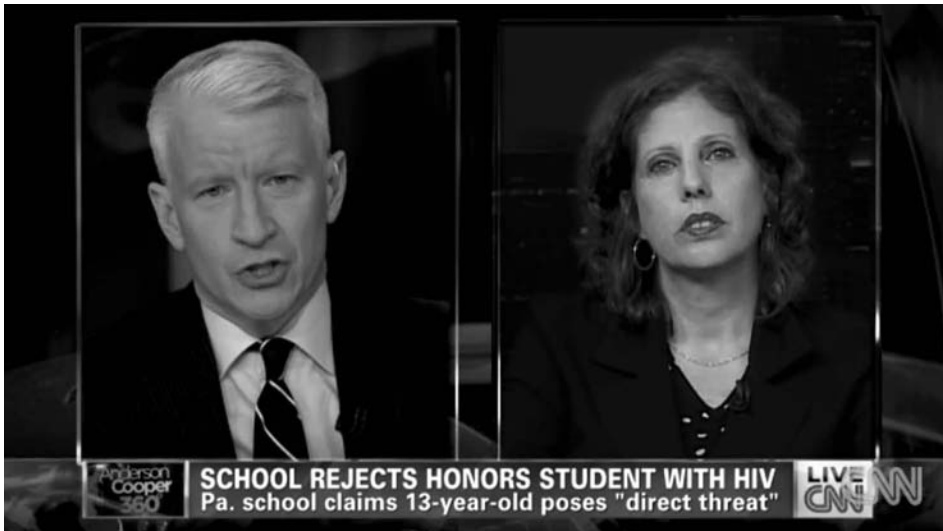 Anderson
Cooper
360°
SCHOOL REJECTS HONORS STUDENT WITH HIV
Pa. school claims 13-year-old poses "direct threat"
LIVE
CNN
CNN